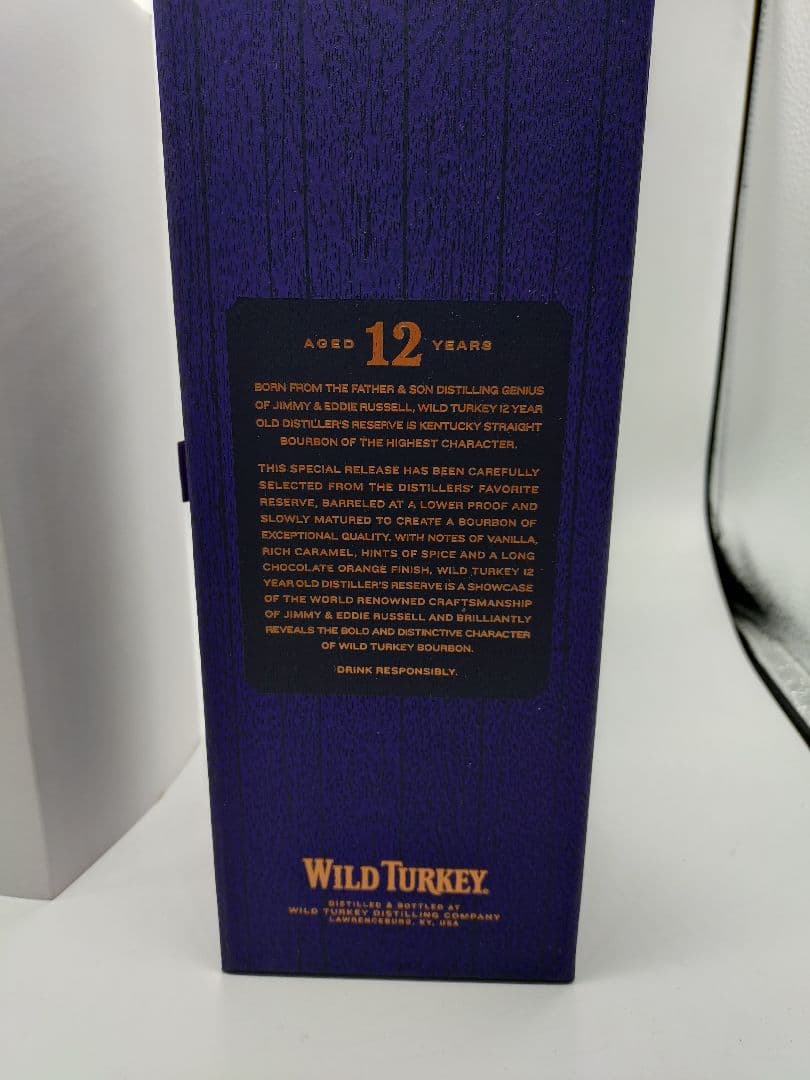 AGED 12 YEARS
BORN FROM THE FATHER & SON DISTILLING GENIUS
OF JIMMY & EDDIE RUSSELL, WILD TURKEY 12 YEAR
OLD DISTILLER'S RESERVE IS KENTUCKY STRAIGHT
BOURBON OF THE HIGHEST CHARACTER.
THIS SPECIAL RELEASE HAS BEEN CAREFULLY
SELECTED FROM THE DISTILLERS' FAVORITE
RESERVE, BARRELED AT A LOWER PROOF AND
SLOWLY MATURED TO CREATE A BOURBON OF
EXCEPTIONAL QUALITY. WITH NOTES OF VANILLA,
RICH CARAMEL, HINTS OF SPICE AND A LONG
CHOCOLATE ORANGE FINISH, WILD TURKEY 12
YEAR OLD DISTILLER'S RESERVE IS A SHOWCASE
OF THE WORLD RENOWNED CRAFTSMANSHIP
OF JIMMY & EDDIE RUSSELL AND BRILLIANTLY
REVEALS THE BOLD AND DISTINCTIVE CHARACTER
OF WILD TURKEY BOURBON.
DRINK RESPONSIBLY.
WILD TURKEY.
DISTILLED & BOTTLED AT
WILD TURKEY DISTILLING COMPANY
LAWRENCEBURG, KY, USA